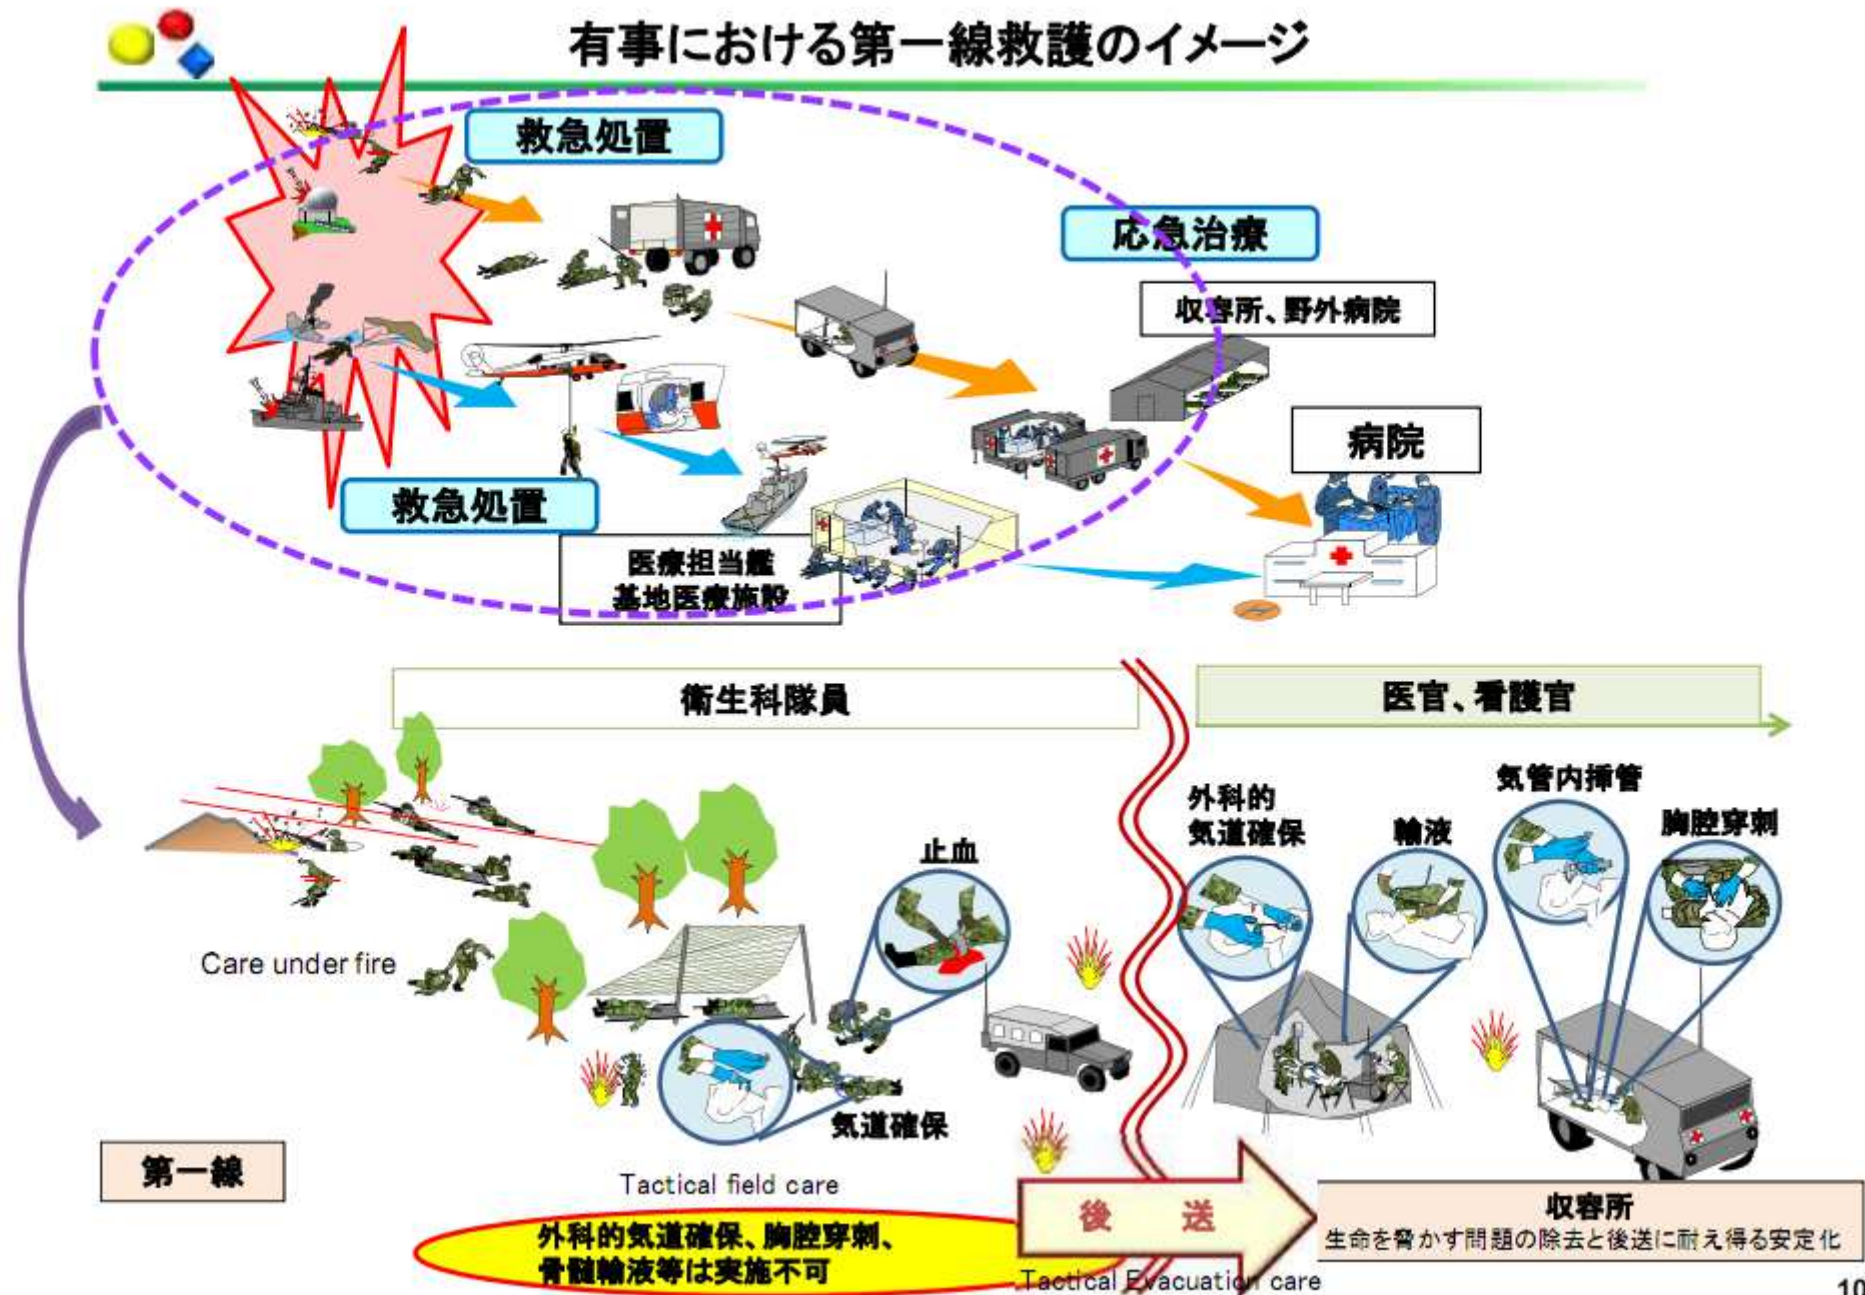 有事における第一線救護のイメージ
救急処置
応急治療
収容所、野外病院
病院
救急処置
医療担当艦
基地医療施設
衛生科隊員
医官、看護官
外科的
気道確保
輸液
気管内挿管
胸腔穿刺
止血
Care under fire
気道確保
第一線
Tactical field care
外科的気道確保、胸腔穿刺、
骨髄輸液等は実施不可
後 送
Tactical Evacuation care
収容所
生命を脅かす問題の除去と後送に耐え得る安定化
10